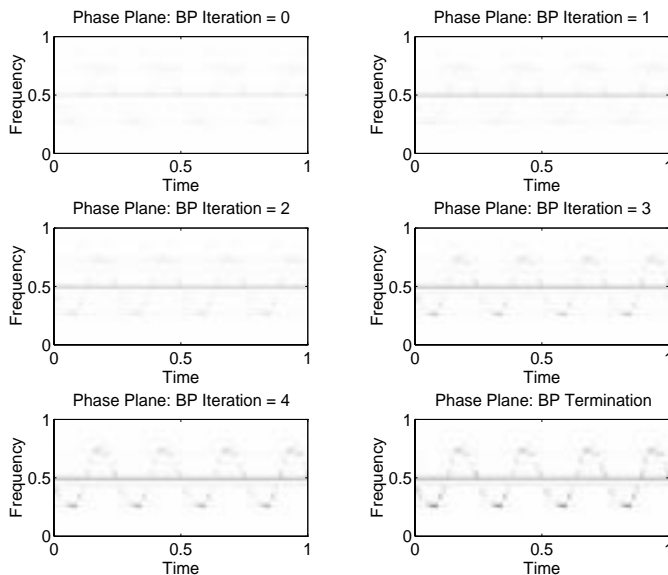 Phase Plane: BP Iteration = 0
1
0.5
0
Frequency
0
0.5
1
Time
Phase Plane: BP Iteration = 1
1
0.5
0
Frequency
0
0.5
1
Time
Phase Plane: BP Iteration = 2
1
0.5
0
Frequency
0
0.5
1
Time
Phase Plane: BP Iteration = 3
1
0.5
0
Frequency
0
0.5
1
Time
Phase Plane: BP Iteration = 4
1
0.5
0
Frequency
0
0.5
1
Time
Phase Plane: BP Termination
1
0.5
0
Frequency
0
0.5
1
Time